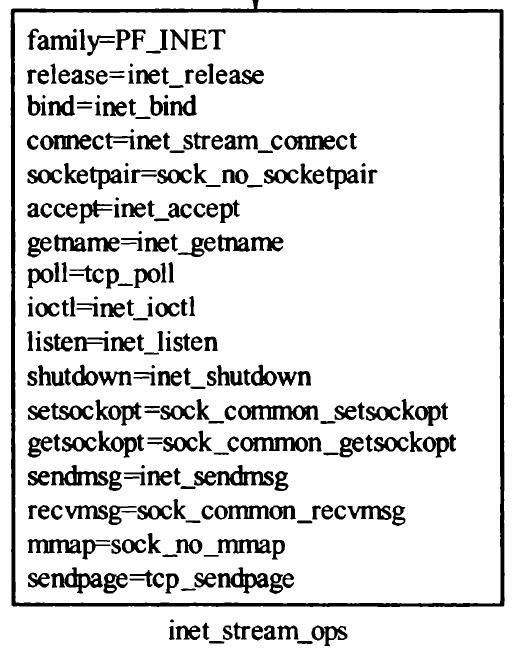 family=PF_INET
release=inet_release
bind=inet_bind
connect=inet_stream_connect
socketpair=sock_no_socketpair
accept=inet_accept
getname=inet_getname
poll=tcp_poll
ioctl=inet_ioctl
listen=inet_listen
shutdown=inet_shutdown
setsockopt=sock_common_setsockopt
getsockopt=sock_common_getsockopt
sendmsg=inet_sendmsg
recvmsg=sock_common_recvmsg
mmap=sock_no_mmap
sendpage=tcp_sendpage
inet_stream_ops